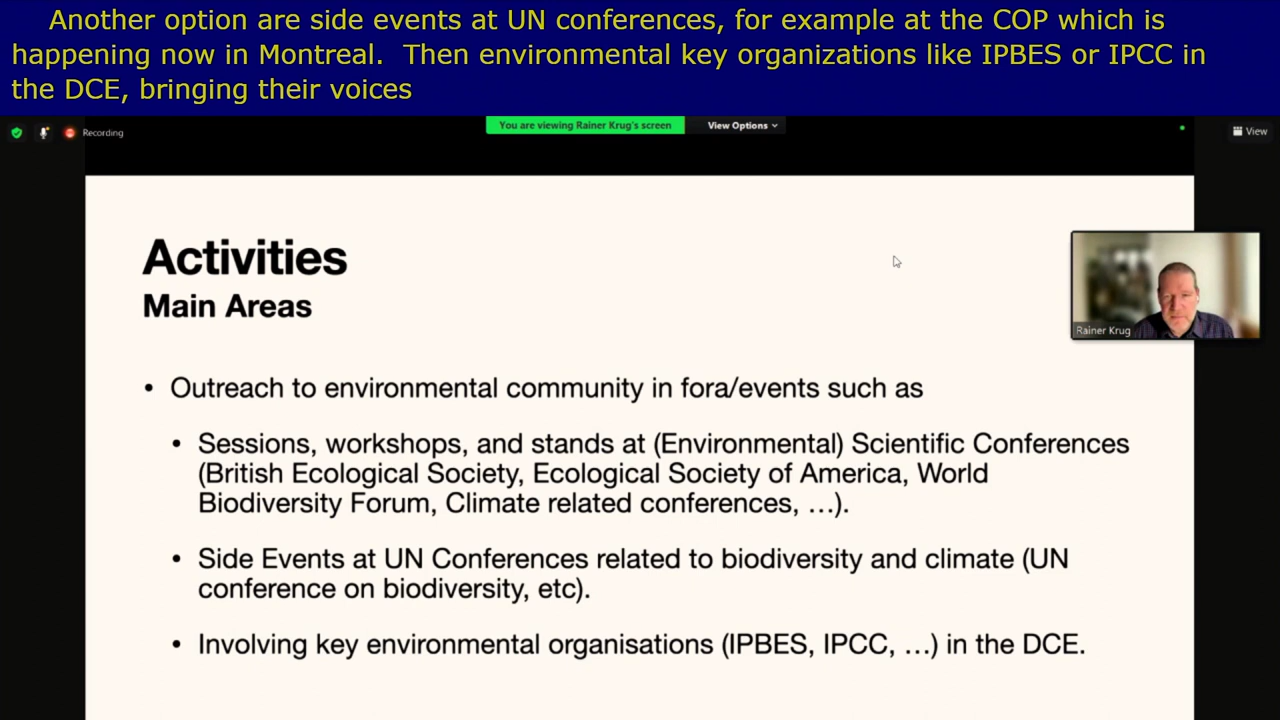 Another option are side events at UN conferences, for example at the COP which is
happening now in Montreal.  Then environmental key organizations like IPBES or IPCC in
the DCE, bringing their voices
Recording
You are viewing Rainer Krug's screen
View Options
View
Activities
Main Areas
Rainer Krug
• Outreach to environmental community in fora/events such as
• Sessions, workshops, and stands at (Environmental) Scientific Conferences
(British Ecological Society, Ecological Society of America, World
Biodiversity Forum, Climate related conferences, …).
• Side Events at UN Conferences related to biodiversity and climate (UN
conference on biodiversity, etc).
• Involving key environmental organisations (IPBES, IPCC, …) in the DCE.